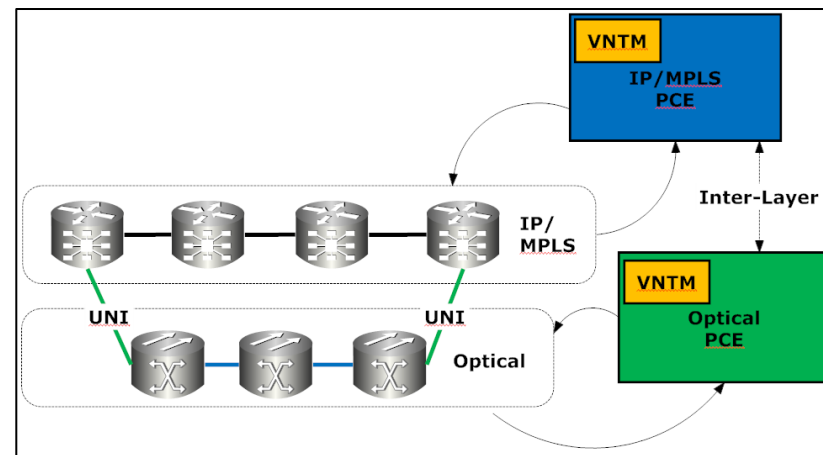 VNTM
IP/MPLS
PCE
Inter-Layer
IP/
MPLS
UNI
UNI
VNTM
Optical
PCE
Optical